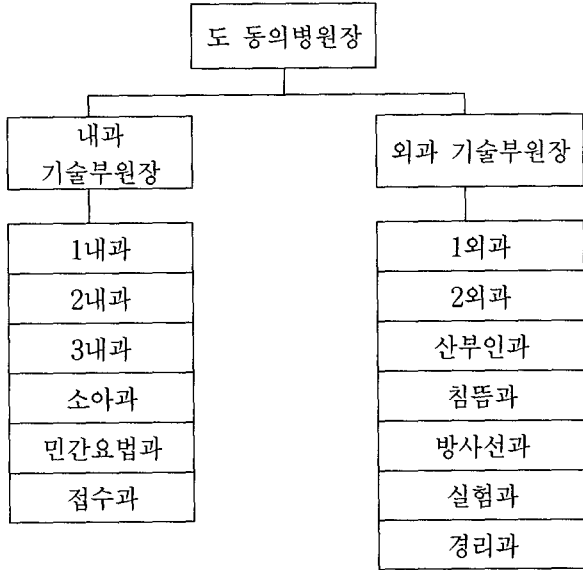 도 동의병원장
내과
기술부원장
외과 기술부원장
1내과
2내과
3내과
소아과
민간요법과
접수과
1외과
2외과
산부인과
침뜸과
방사선과
실험과
경리과